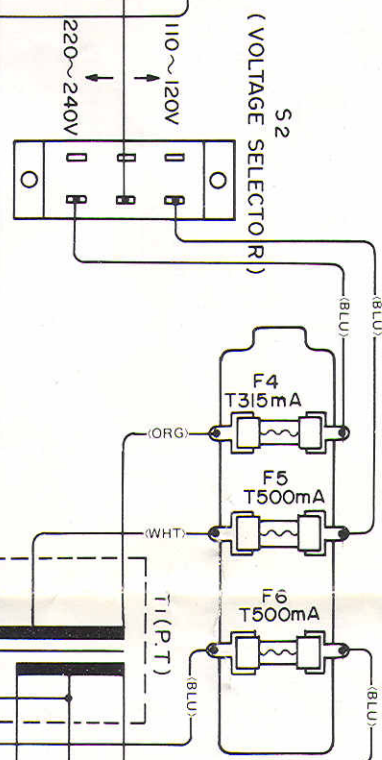 S2
(VOLTAGE SELECTOR)
110～120V
220～240V
(BLU)
(BLU)
F4
T315mA
(ORG)
F5
T500mA
(WHT)
F6
T500mA
T1 (P.T)
(BLU)
(BLU)